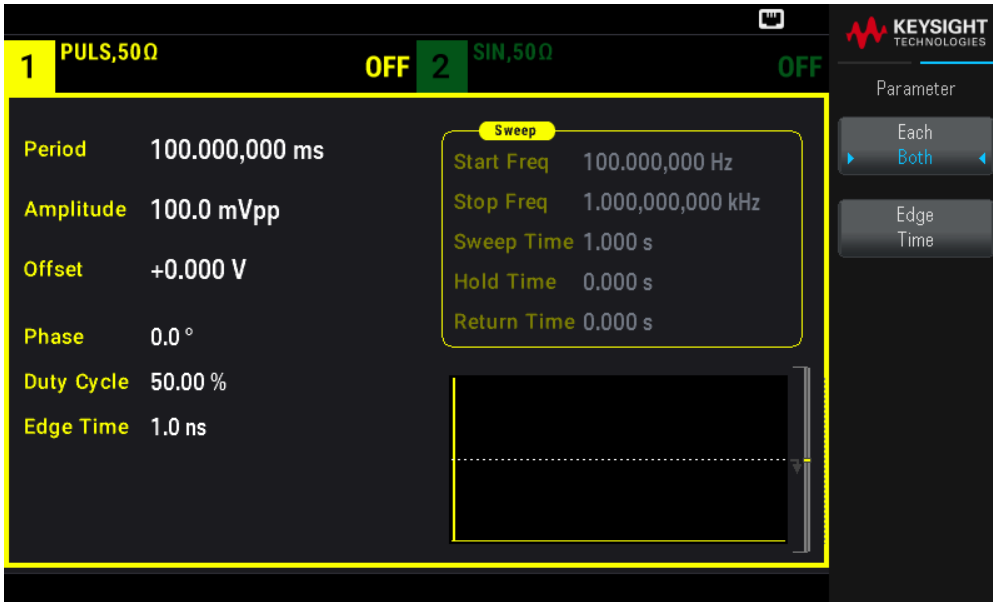 KEYSIGHT
TECHNOLOGIES
1 PULS,50Ω OFF 2 SIN,50Ω OFF
Parameter
Each
Both
Edge
Time
Period 100.000,000 ms
Amplitude 100.0 mVpp
Offset +0.000 V
Phase 0.0 °
Duty Cycle 50.00 %
Edge Time 1.0 ns
Sweep
Start Freq 100.000,000 Hz
Stop Freq 1.000,000,000 kHz
Sweep Time 1.000 s
Hold Time 0.000 s
Return Time 0.000 s